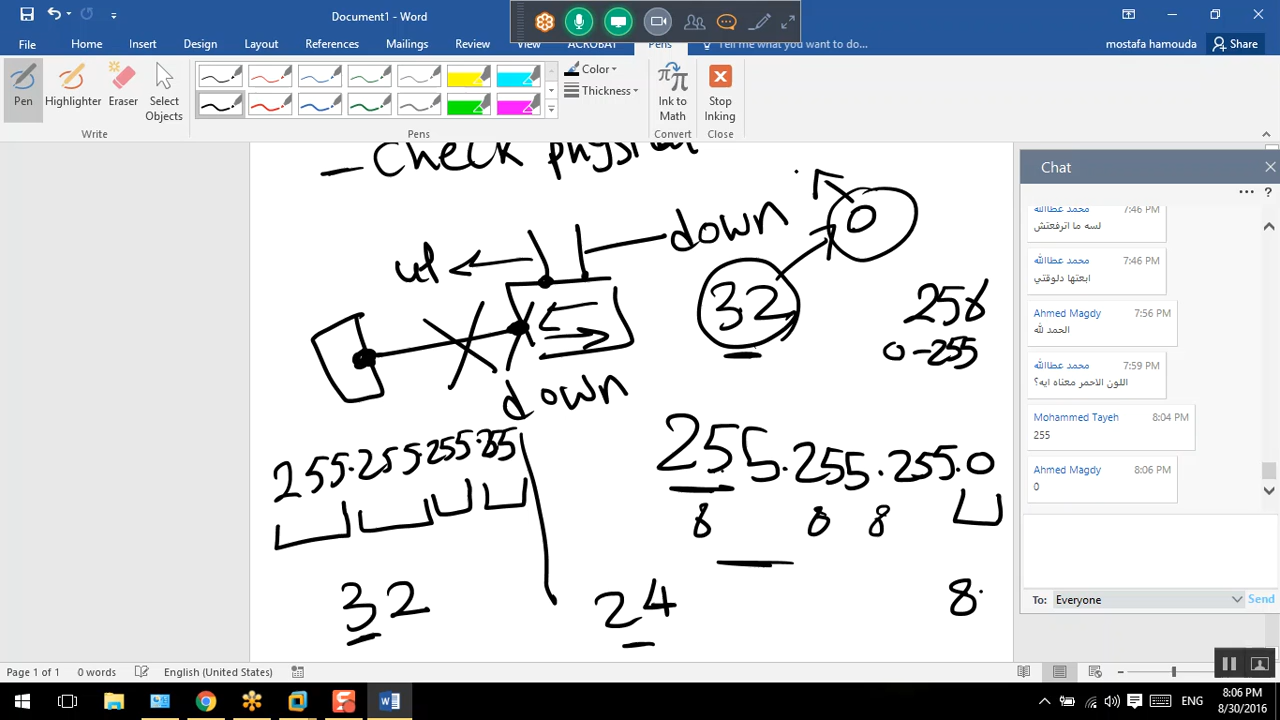 Document1 - Word
File
Home
Insert
Design
Layout
References
Mailings
Review
View
ACROBAT
Pens
Tell me what you want to do...
mostafa hamouda
Share
Pen
Highlighter
Eraser
Select Objects
Color
Thickness
Ink to Math
Stop Inking
Write
Pens
Convert
Close
– Check physical
up
down
0
32
256
0-255
down
255.255.255.255
255.255.255.0
8 8 8
32
24
8
Chat
محمد عطاالله 7:46 PM
لسه ما اترفعتش
محمد عطاالله 7:46 PM
ابعتها دلوقتي
Ahmed Magdy 7:56 PM
الحمد لله
محمد عطاالله 7:59 PM
اللون الاحمر معناه ايه؟
Mohammed Tayeh 8:04 PM
255
Ahmed Magdy 8:06 PM
0
To: Everyone Send
Page 1 of 1
0 words
English (United States)
ENG
8:06 PM
8/30/2016